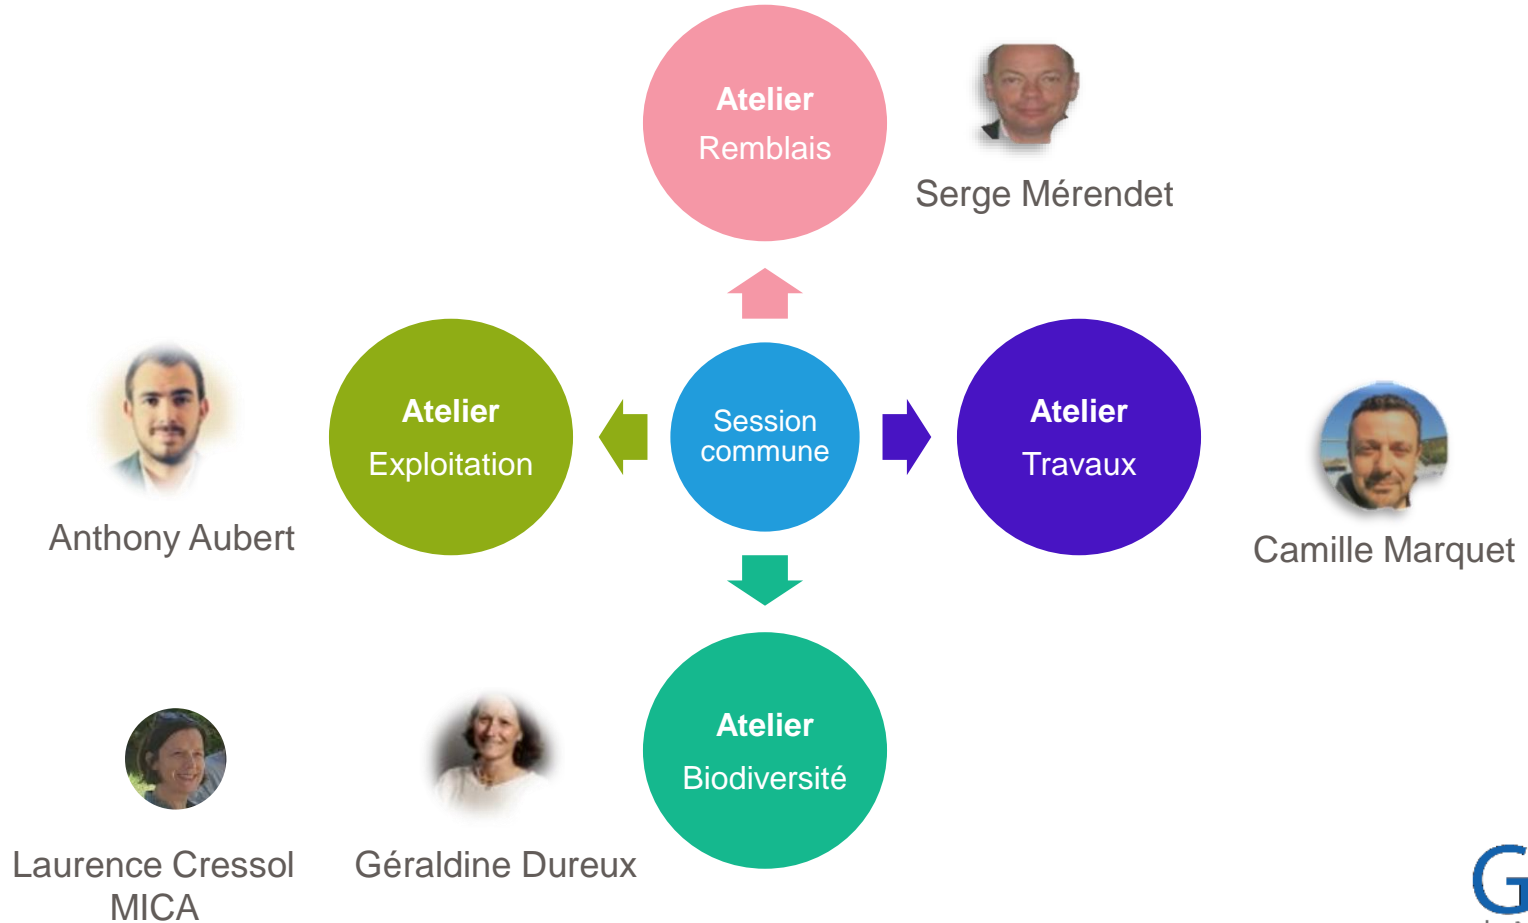 Atelier
Remblais
Serge Mérendet
Atelier
Exploitation
Anthony Aubert
Session
commune
Atelier
Travaux
Camille Marquet
Atelier
Biodiversité
Laurence Cressol
MICA
Géraldine Dureux
G